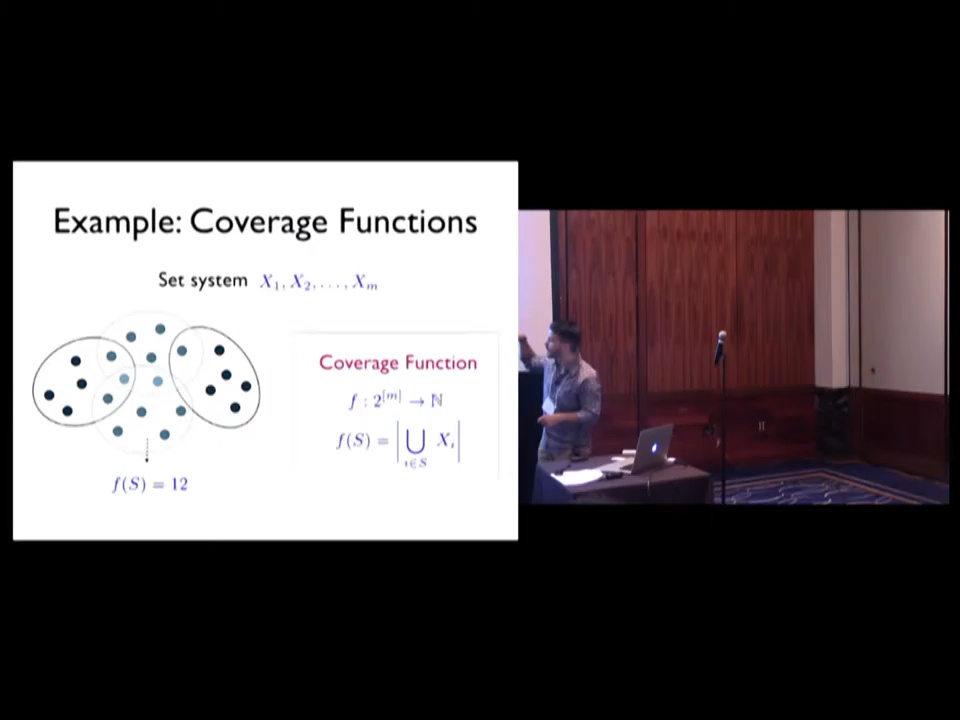 Example: Coverage Functions
Set system X₁, X₂, . . . , Xₘ
Coverage Function
f : 2^[m] → ℕ
f(S) = | ⋃_{i∈S} Xᵢ |
f(S) = 12